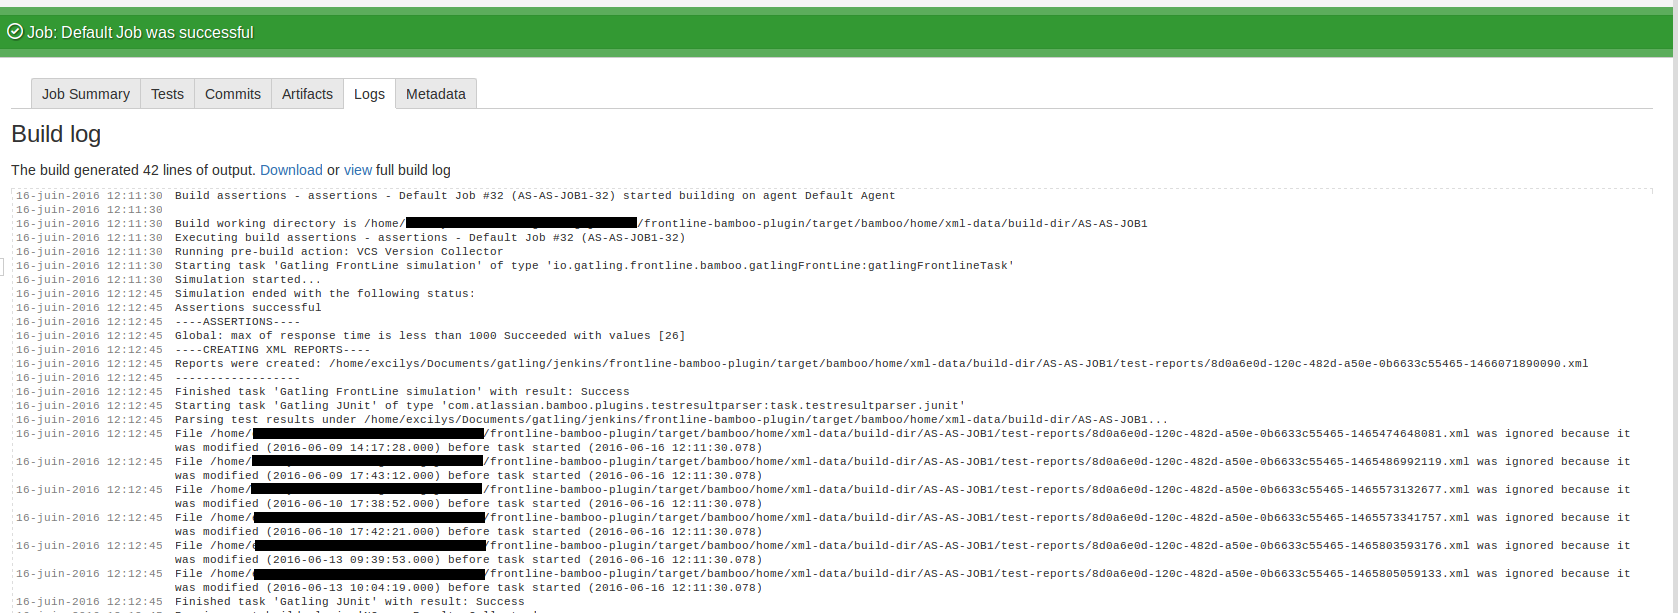 Job: Default Job was successful
Job Summary Tests Commits Artifacts Logs Metadata
Build log
The build generated 42 lines of output. Download or view full build log
16-juin-2016 12:11:30 Build assertions - assertions - Default Job #32 (AS-AS-JOB1-32) started building on agent Default Agent
16-juin-2016 12:11:30
16-juin-2016 12:11:30 Build working directory is /home/ /frontline-bamboo-plugin/target/bamboo/home/xml-data/build-dir/AS-AS-JOB1
16-juin-2016 12:11:30 Executing build assertions - assertions - Default Job #32 (AS-AS-JOB1-32)
16-juin-2016 12:11:30 Running pre-build action: VCS Version Collector
16-juin-2016 12:11:30 Starting task 'Gatling FrontLine simulation' of type 'io.gatling.frontline.bamboo.gatlingFrontLine:gatlingFrontlineTask'
16-juin-2016 12:11:30 Simulation started...
16-juin-2016 12:12:45 Simulation ended with the following status:
16-juin-2016 12:12:45 Assertions successful
16-juin-2016 12:12:45 ----ASSERTIONS----
16-juin-2016 12:12:45 Global: max of response time is less than 1000 Succeeded with values [26]
16-juin-2016 12:12:45 ----CREATING XML REPORTS----
16-juin-2016 12:12:45 Reports were created: /home/excilys/Documents/gatling/jenkins/frontline-bamboo-plugin/target/bamboo/home/xml-data/build-dir/AS-AS-JOB1/test-reports/8d0a6e0d-120c-482d-a50e-0b6633c55465-1466071890090.xml
16-juin-2016 12:12:45 ------------------
16-juin-2016 12:12:45 Finished task 'Gatling FrontLine simulation' with result: Success
16-juin-2016 12:12:45 Starting task 'Gatling JUnit' of type 'com.atlassian.bamboo.plugins.testresultparser:task.testresultparser.junit'
16-juin-2016 12:12:45 Parsing test results under /home/excilys/Documents/gatling/jenkins/frontline-bamboo-plugin/target/bamboo/home/xml-data/build-dir/AS-AS-JOB1...
16-juin-2016 12:12:45 File /home/ /frontline-bamboo-plugin/target/bamboo/home/xml-data/build-dir/AS-AS-JOB1/test-reports/8d0a6e0d-120c-482d-a50e-0b6633c55465-1465474648081.xml was ignored because it
was modified (2016-06-09 14:17:28.000) before task started (2016-06-16 12:11:30.078)
16-juin-2016 12:12:45 File /home/ /frontline-bamboo-plugin/target/bamboo/home/xml-data/build-dir/AS-AS-JOB1/test-reports/8d0a6e0d-120c-482d-a50e-0b6633c55465-1465486992119.xml was ignored because it
was modified (2016-06-09 17:43:12.000) before task started (2016-06-16 12:11:30.078)
16-juin-2016 12:12:45 File /home/ /frontline-bamboo-plugin/target/bamboo/home/xml-data/build-dir/AS-AS-JOB1/test-reports/8d0a6e0d-120c-482d-a50e-0b6633c55465-1465573132677.xml was ignored because it
was modified (2016-06-10 17:38:52.000) before task started (2016-06-16 12:11:30.078)
16-juin-2016 12:12:45 File /home/ /frontline-bamboo-plugin/target/bamboo/home/xml-data/build-dir/AS-AS-JOB1/test-reports/8d0a6e0d-120c-482d-a50e-0b6633c55465-1465573341757.xml was ignored because it
was modified (2016-06-10 17:42:21.000) before task started (2016-06-16 12:11:30.078)
16-juin-2016 12:12:45 File /home/ /frontline-bamboo-plugin/target/bamboo/home/xml-data/build-dir/AS-AS-JOB1/test-reports/8d0a6e0d-120c-482d-a50e-0b6633c55465-1465803593176.xml was ignored because it
was modified (2016-06-13 09:39:53.000) before task started (2016-06-16 12:11:30.078)
16-juin-2016 12:12:45 File /home/ /frontline-bamboo-plugin/target/bamboo/home/xml-data/build-dir/AS-AS-JOB1/test-reports/8d0a6e0d-120c-482d-a50e-0b6633c55465-1465805059133.xml was ignored because it
was modified (2016-06-13 10:04:19.000) before task started (2016-06-16 12:11:30.078)
16-juin-2016 12:12:45 Finished task 'Gatling JUnit' with result: Success